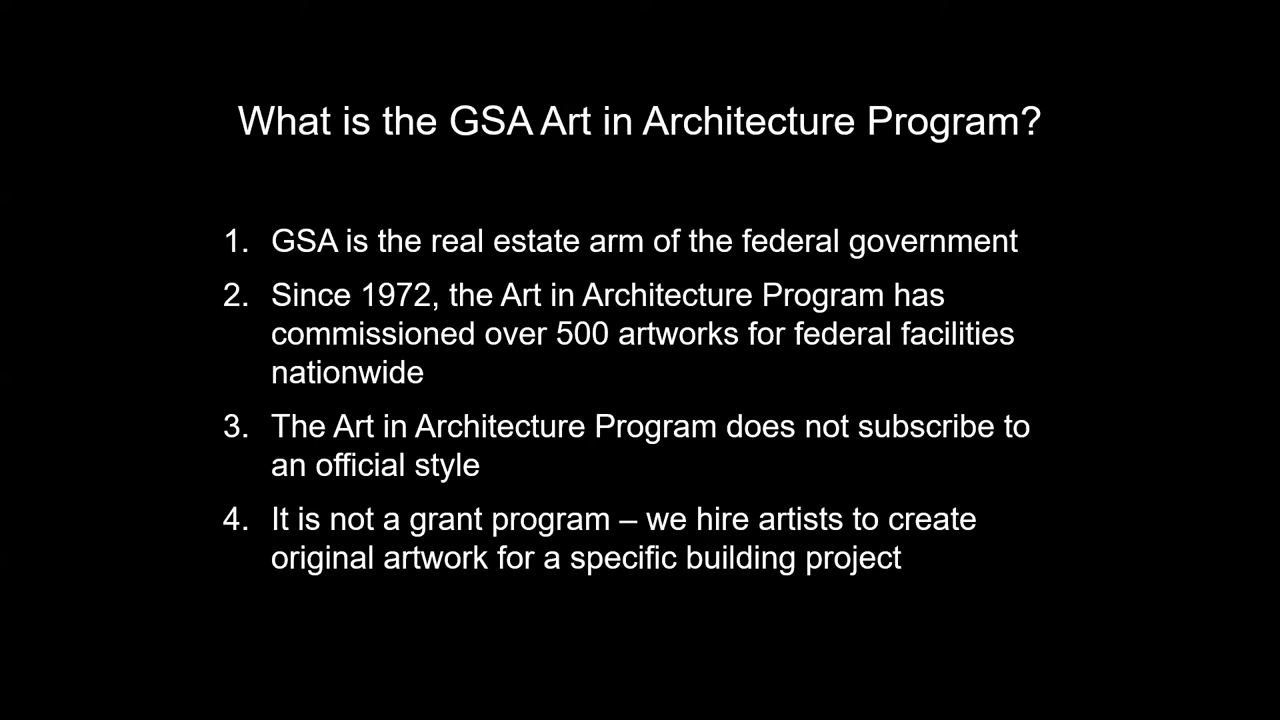 What is the GSA Art in Architecture Program?
1. GSA is the real estate arm of the federal government
2. Since 1972, the Art in Architecture Program has
commissioned over 500 artworks for federal facilities
nationwide
3. The Art in Architecture Program does not subscribe to
an official style
4. It is not a grant program – we hire artists to create
original artwork for a specific building project